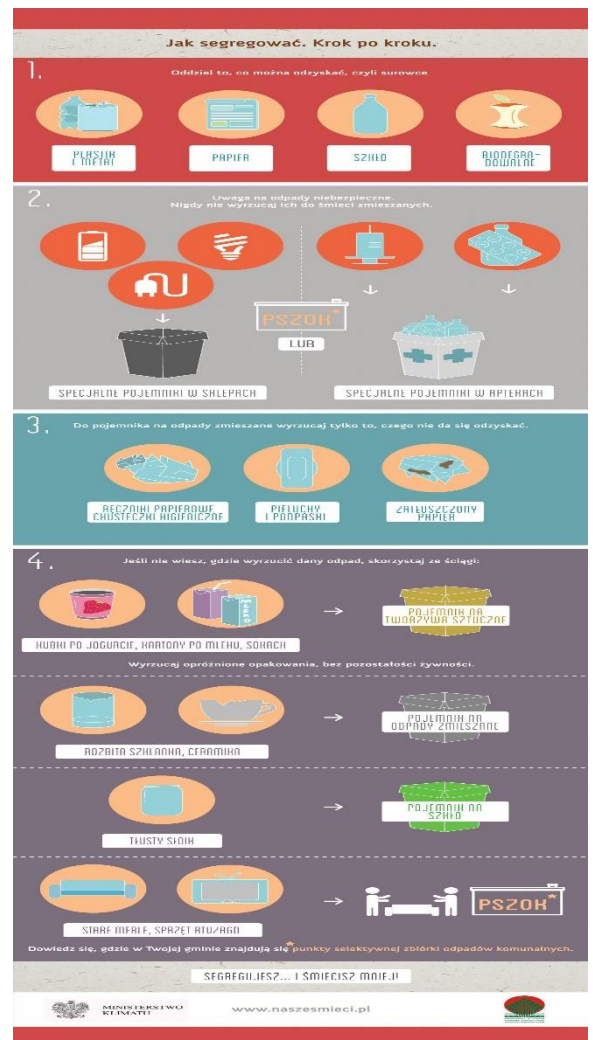 Jak segregować. Krok po kroku.
1.
Oddziel to, co można odzyskać, czyli surowce
PLASTIK
I METAL
PAPIER
SZKŁO
BIODEGRA-
DOWALNE
2.
Uwaga na odpady niebezpieczne.
Nigdy nie wyrzucaj ich do śmieci zmieszanych.
PSZOK*
LUB
SPECJALNE POJEMNIKI W SKLEPACH
SPECJALNE POJEMNIKI W APTEKACH
3.
Do pojemnika na odpady zmieszane wyrzucaj tylko to, czego nie da się odzyskać.
RĘCZNIKI PAPIEROWE
CHUSTECZKI HIGIENICZNE
PIELUCHY
I PODPASKI
ZATŁUSZCZONY
PAPIER
4.
Jeśli nie wiesz, gdzie wyrzucić dany odpad, skorzystaj ze ściągi:
MLEKO
KUBKI PO JOGURCIE, KARTONY PO MLEKU, SOKACH
POJEMNIK NA
TWORZYWA SZTUCZNE
Wyrzucaj opróżnione opakowania, bez pozostałości żywności.
ROZBITA SZKLANKA, CERAMIKA
POJEMNIK NA
ODPADY ZMIESZANE
TŁUSTY SŁOIK
POJEMNIK NA
SZKŁO
STARE MEBLE, SPRZĘT RTV/AGD
PSZOK*
Dowiedz się, gdzie w Twojej gminie znajdują się *punkty selektywnej zbiórki odpadów komunalnych.
SEGREGUJESZ... I ŚMIECISZ MNIEJ!
MINISTERSTWO
KLIMATU
www.naszesmieci.pl